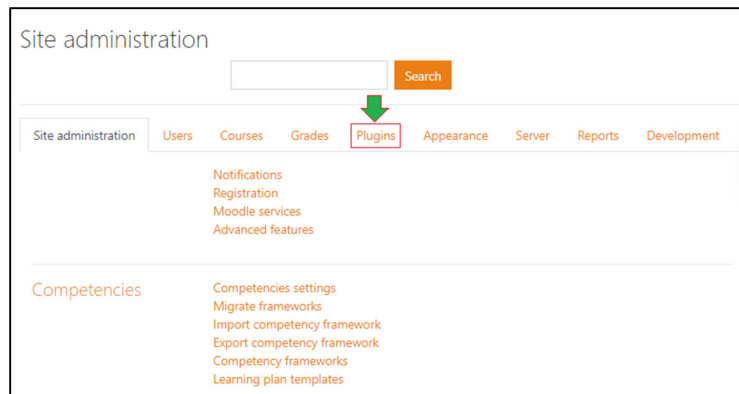 Site administration
Search
Site administration Users Courses Grades Plugins Appearance Server Reports Development
Notifications
Registration
Moodle services
Advanced features
Competencies Competencies settings
Migrate frameworks
Import competency framework
Export competency framework
Competency frameworks
Learning plan templates